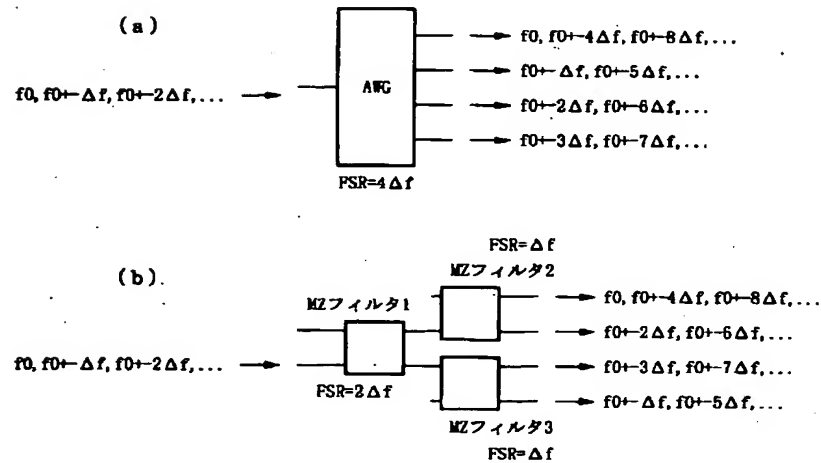 (a)
f0, f0+-Δf, f0+-2Δf, ...
AWG
FSR=4Δf
f0, f0+-4Δf, f0+-8Δf, ...
f0+-Δf, f0+-5Δf, ...
f0+-2Δf, f0+-6Δf, ...
f0+-3Δf, f0+-7Δf, ...
(b)
f0, f0+-Δf, f0+-2Δf, ...
MZフィルタ1
FSR=2Δf
FSR=Δf
MZフィルタ2
f0, f0+-4Δf, f0+-8Δf, ...
f0+-2Δf, f0+-6Δf, ...
f0+-3Δf, f0+-7Δf, ...
f0+-Δf, f0+-5Δf, ...
MZフィルタ3
FSR=Δf